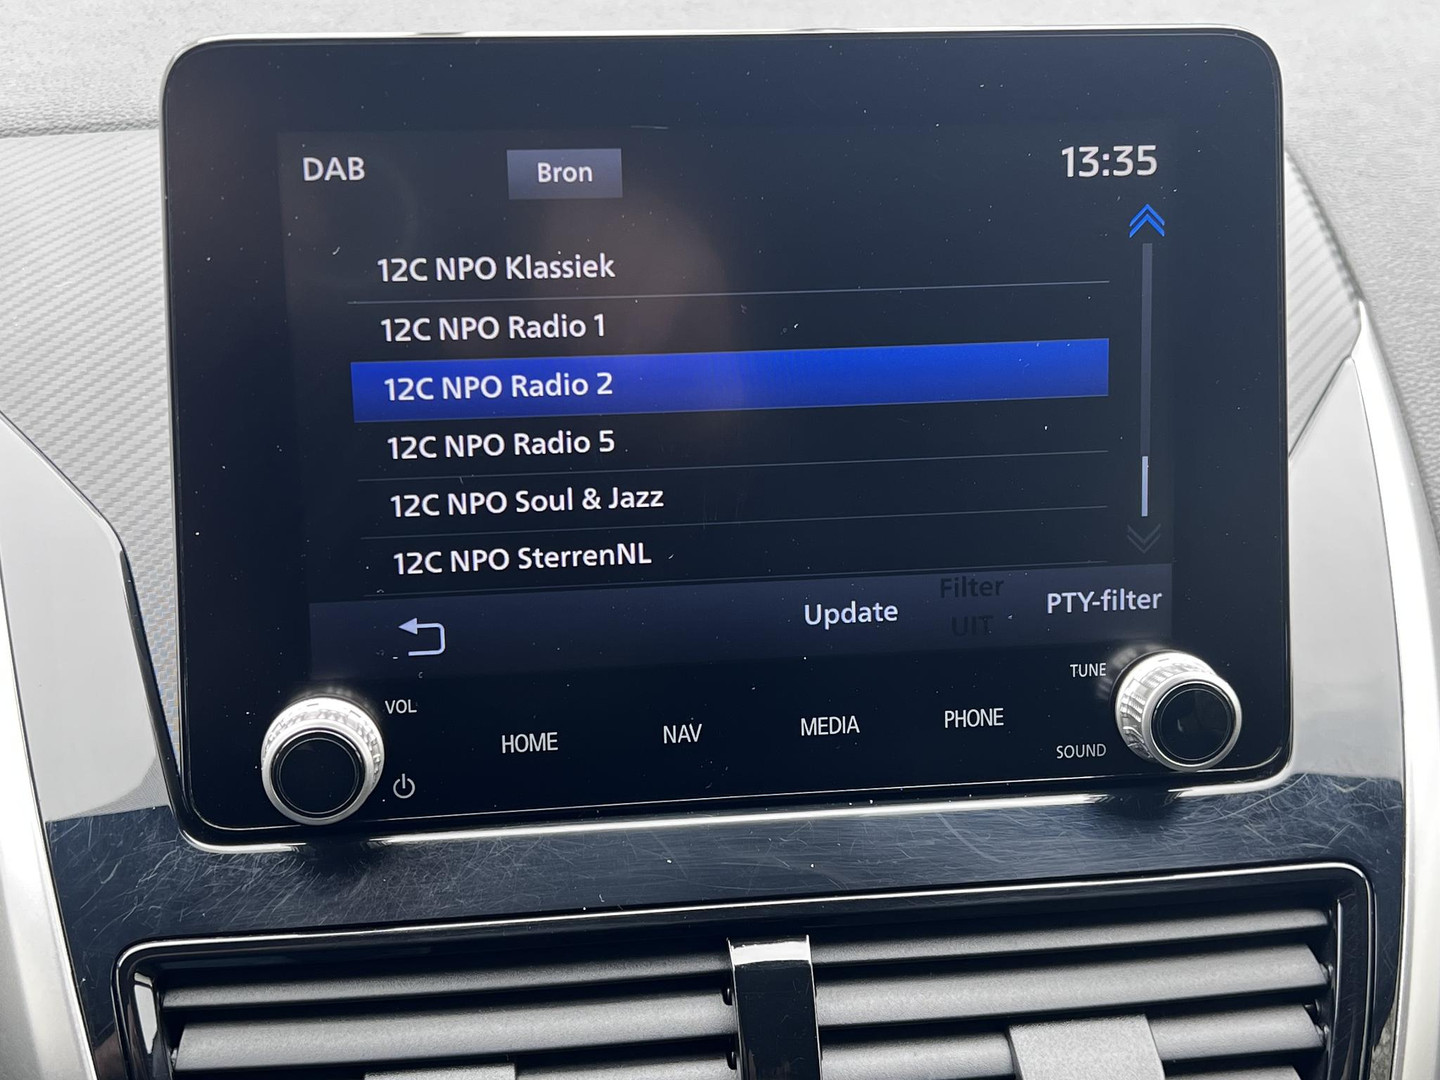 DAB Bron 13:35
12C NPO Klassiek
12C NPO Radio 1
12C NPO Radio 2
12C NPO Radio 5
12C NPO Soul & Jazz
12C NPO SterrenNL
Update Filter UIT PTY-filter
VOL TUNE
HOME NAV MEDIA PHONE
SOUND